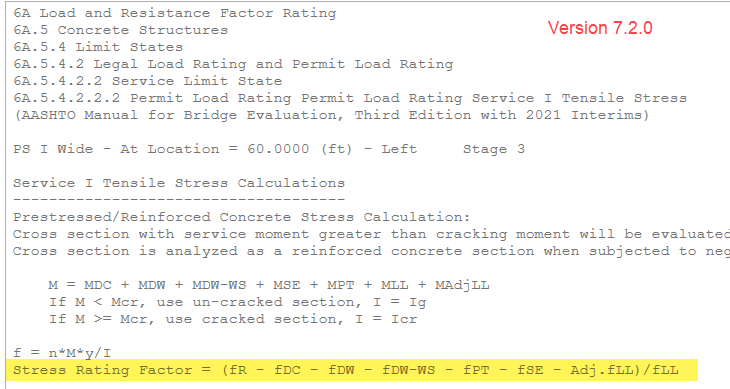 6A Load and Resistance Factor Rating
Version 7.2.0
6A.5 Concrete Structures
6A.5.4 Limit States
6A.5.4.2 Legal Load Rating and Permit Load Rating
6A.5.4.2.2 Service Limit State
6A.5.4.2.2.2 Permit Load Rating Permit Load Rating Service I Tensile Stress
(AASHTO Manual for Bridge Evaluation, Third Edition with 2021 Interims)
PS I Wide - At Location = 60.0000 (ft) - Left Stage 3
Service I Tensile Stress Calculations
-------------------------------------
Prestressed/Reinforced Concrete Stress Calculation:
Cross section with service moment greater than cracking moment will be evaluated
Cross section is analyzed as a reinforced concrete section when subjected to neg
M = MDC + MDW + MDW-WS + MSE + MPT + MLL + MAdjLL
If M < Mcr, use un-cracked section, I = Ig
If M >= Mcr, use cracked section, I = Icr
f = n*M*y/I
Stress Rating Factor = (fR - fDC - fDW - fDW-WS - fPT - fSE - Adj.fLL)/fLL